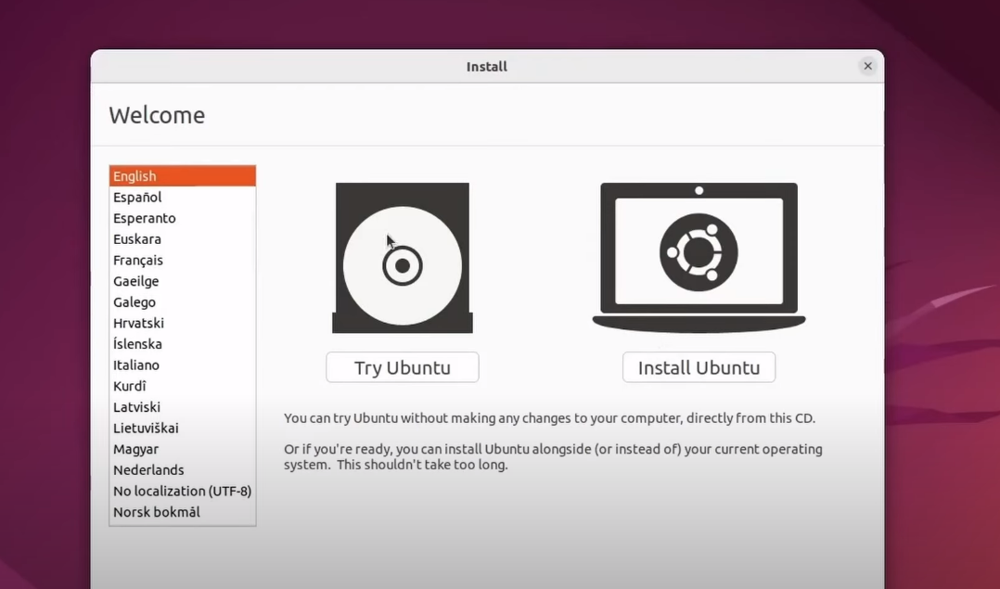 Install
Welcome
English
Español
Esperanto
Euskara
Français
Gaeilge
Galego
Hrvatski
Íslenska
Italiano
Kurdî
Latviski
Lietuviškai
Magyar
Nederlands
No localization (UTF-8)
Norsk bokmål
Try Ubuntu
Install Ubuntu
You can try Ubuntu without making any changes to your computer, directly from this CD.
Or if you're ready, you can install Ubuntu alongside (or instead of) your current operating
system. This shouldn't take too long.